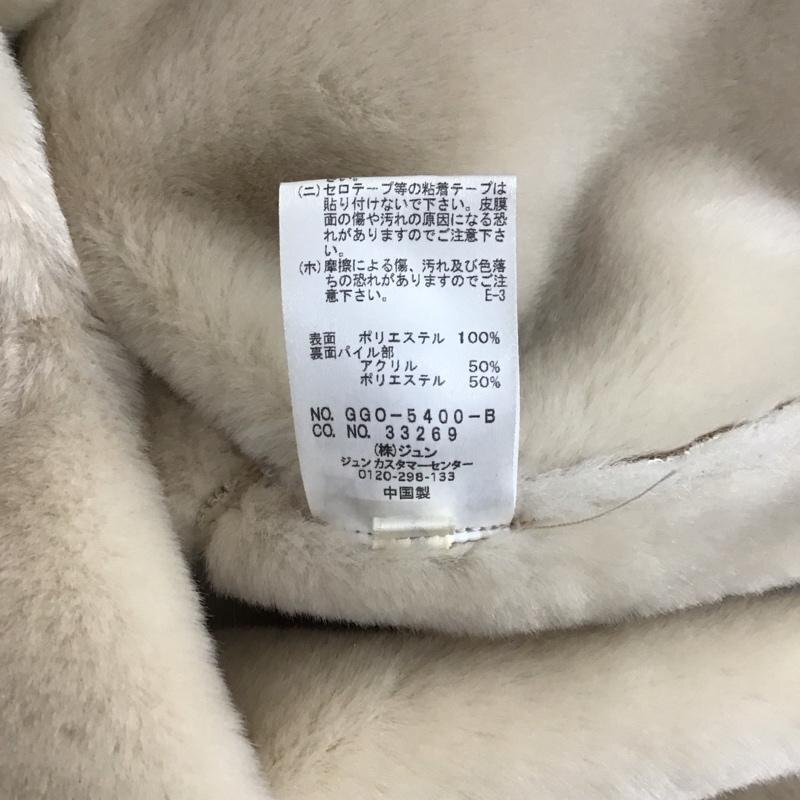 さい。
(ニ)セロテープ等の粘着テープは
貼り付けないで下さい。皮膜
面の傷や汚れの原因になる恐
れがありますのでご注意下さ
い。
(ホ)摩擦による傷、汚れ及び色落
ちの恐れがありますのでご注
意下さい。 E-3
表面 ポリエステル 100%
裏面パイル部
アクリル 50%
ポリエステル 50%
NO. GGO-5400-B
CO. NO. 33269
(株)ジュン
ジュン カスタマーセンター
0120-298-133
中国製